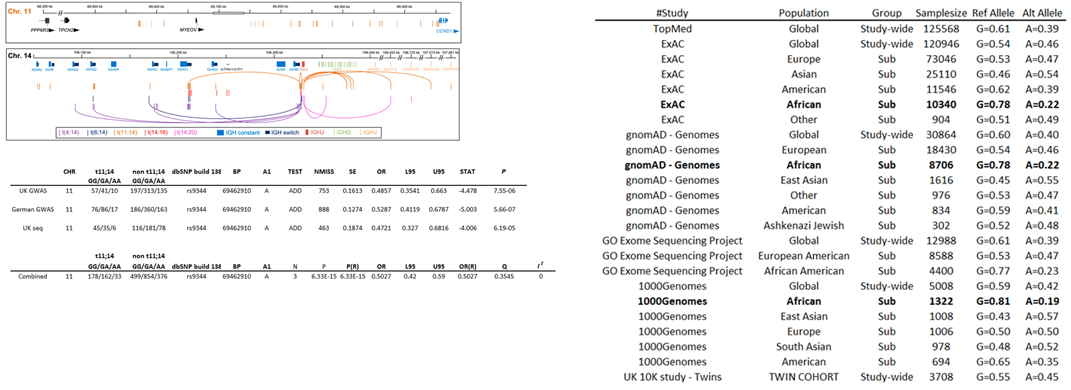 Chr. 11
PPP6R3
TPCN2
MYEOV
CCND1
Chr. 14
t(4;14) t(6;14) t(11;14) t(14;16) t(14;20) IGH constant IGH switch IGHJ IGHD IGHV
t11;14 non t11;14
CHR GG/GA/AA GG/GA/AA dbSNP build 138 BP A1 TEST NMISS SE OR L95 U95 STAT P
UK GWAS 11 57/41/10 197/313/135 rs9344 69462910 A ADD 753 0.1613 0.4857 0.3541 0.663 -4.478 7.55-06
German GWAS 11 76/86/17 186/360/163 rs9344 69462910 A ADD 888 0.1274 0.5287 0.4119 0.6787 -5.003 5.66-07
UK seq 11 45/35/6 116/181/78 rs9344 69462910 A ADD 463 0.1874 0.4721 0.327 0.6816 -4.006 6.19-05
t11;14 non t11;14
CHR GG/GA/AA GG/GA/AA dbSNP build 138 BP A1 N P P(R) OR L95 U95 OR(R) Q I²
Combined 11 178/162/33 499/854/376 rs9344 69462910 A 3 6.33E-15 6.33E-15 0.5027 0.42 0.59 0.5027 0.3545 0
#Study Population Group Samplesize Ref Allele Alt Allele
TopMed Global Study-wide 125568 G=0.61 A=0.39
ExAC Global Study-wide 120946 G=0.54 A=0.46
ExAC Europe Sub 73046 G=0.53 A=0.47
ExAC Asian Sub 25110 G=0.46 A=0.54
ExAC American Sub 11546 G=0.62 A=0.39
ExAC African Sub 10340 G=0.78 A=0.22
ExAC Other Sub 904 G=0.51 A=0.49
gnomAD - Genomes Global Study-wide 30864 G=0.60 A=0.40
gnomAD - Genomes European Sub 18430 G=0.54 A=0.46
gnomAD - Genomes African Sub 8706 G=0.78 A=0.22
gnomAD - Genomes East Asian Sub 1616 G=0.45 A=0.55
gnomAD - Genomes Other Sub 976 G=0.53 A=0.47
gnomAD - Genomes American Sub 834 G=0.59 A=0.41
gnomAD - Genomes Ashkenazi Jewish Sub 302 G=0.52 A=0.48
GO Exome Sequencing Project Global Study-wide 12988 G=0.61 A=0.39
GO Exome Sequencing Project European American Sub 8588 G=0.53 A=0.47
GO Exome Sequencing Project African American Sub 4400 G=0.77 A=0.23
1000Genomes Global Study-wide 5008 G=0.59 A=0.42
1000Genomes African Sub 1322 G=0.81 A=0.19
1000Genomes East Asian Sub 1008 G=0.43 A=0.57
1000Genomes Europe Sub 1006 G=0.50 A=0.50
1000Genomes South Asian Sub 978 G=0.48 A=0.52
1000Genomes American Sub 694 G=0.65 A=0.35
UK 10K study - Twins TWIN COHORT Study-wide 3708 G=0.55 A=0.45